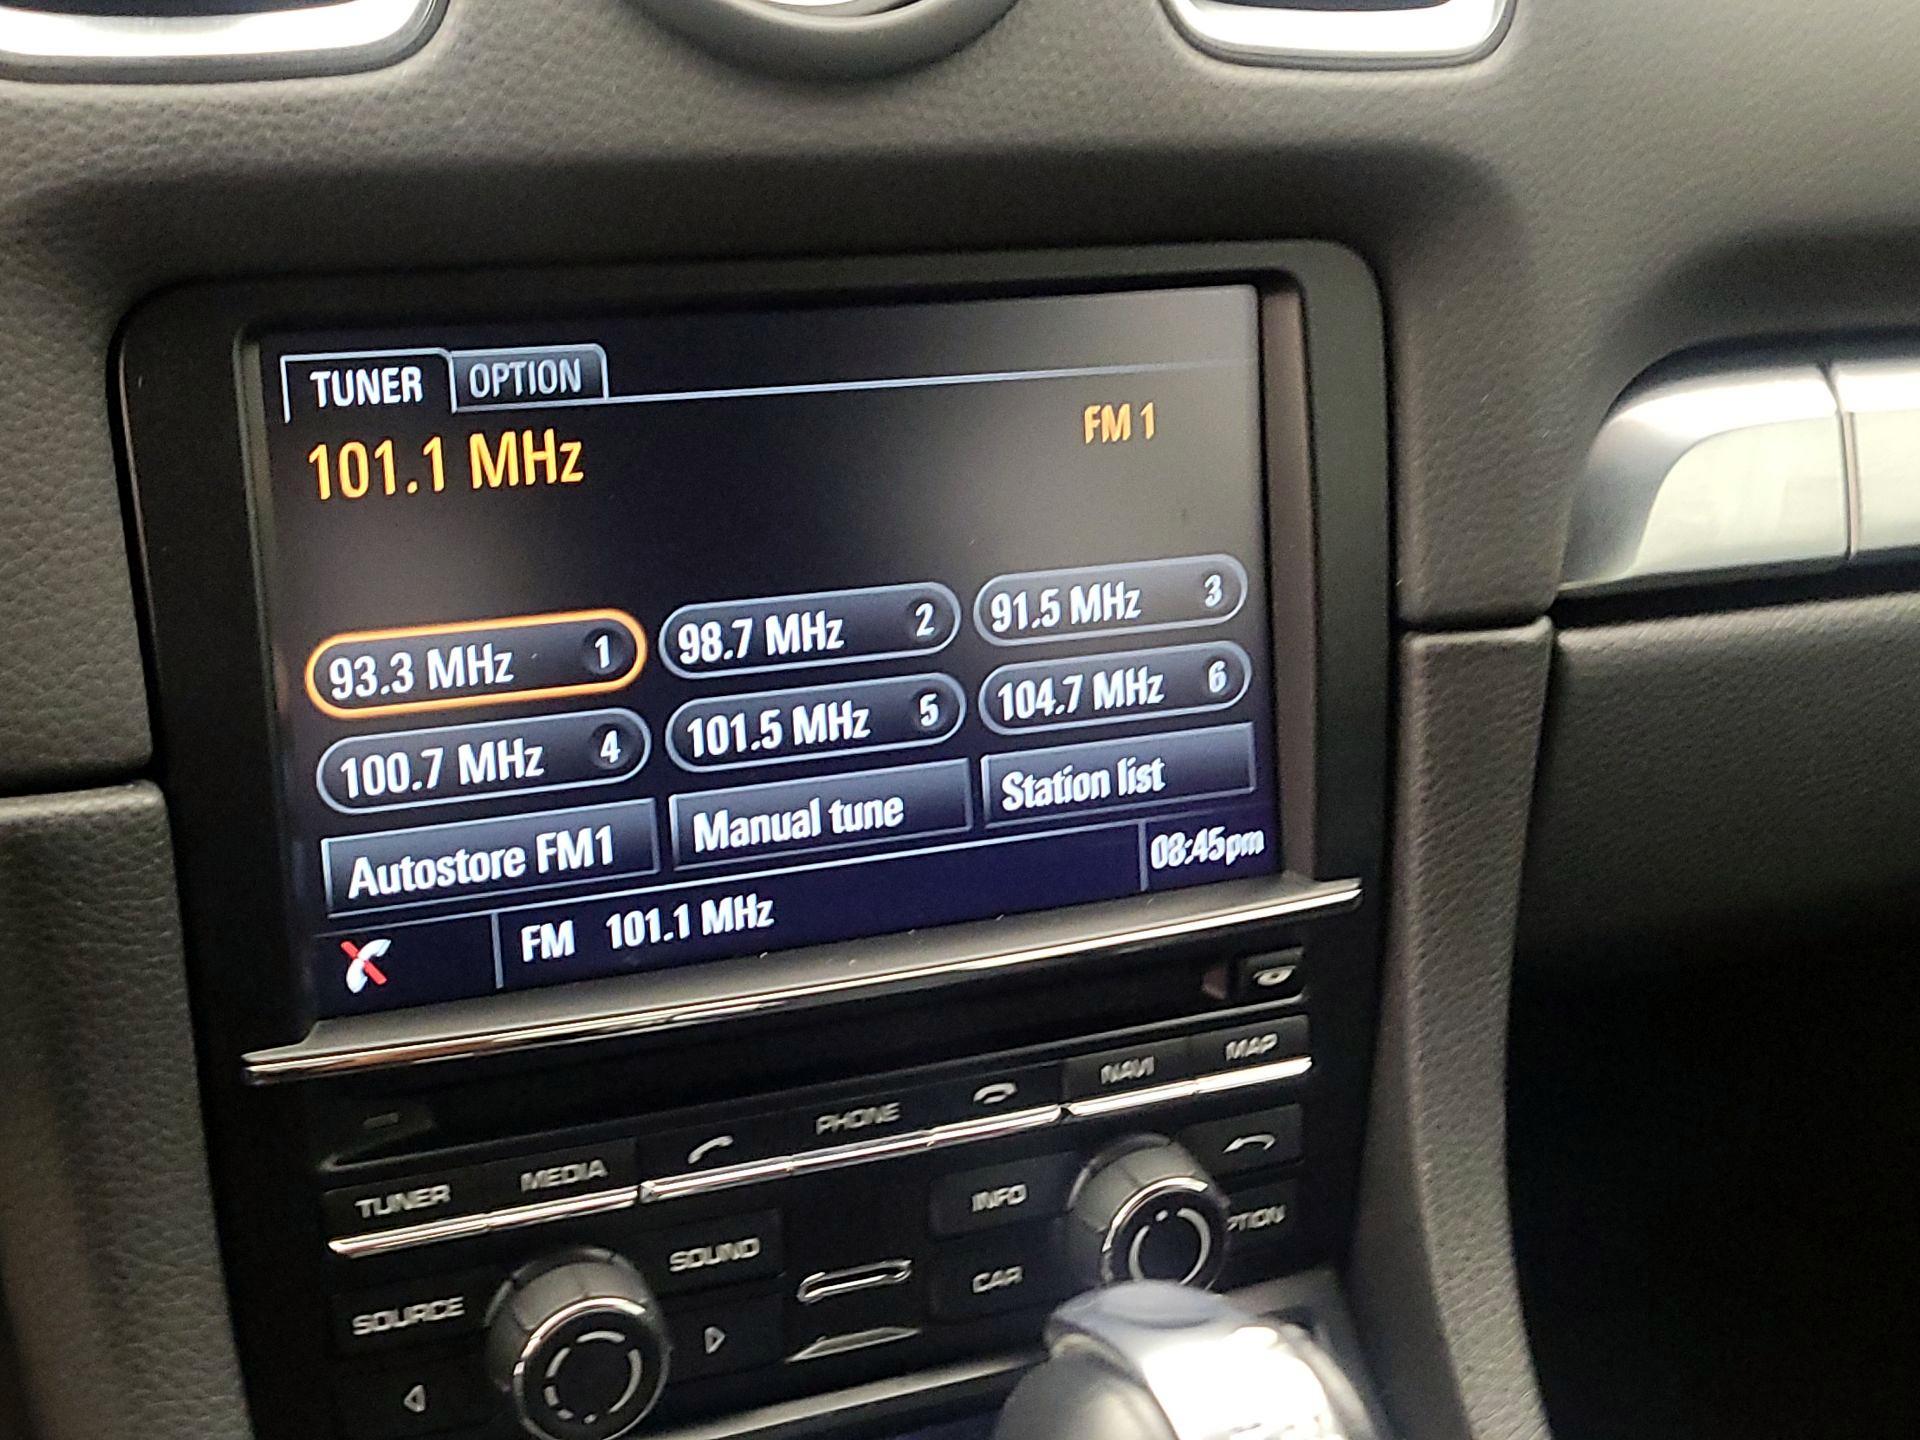 TUNER OPTION
101.1 MHz FM 1
93.3 MHz 1 98.7 MHz 2 91.5 MHz 3
100.7 MHz 4 101.5 MHz 5 104.7 MHz 6
Autostore FM1 Manual tune Station list
FM 101.1 MHz 08:45pm
TUNER MEDIA PHONE NAVI MAP
SOURCE SOUND INFO PTION
CAR